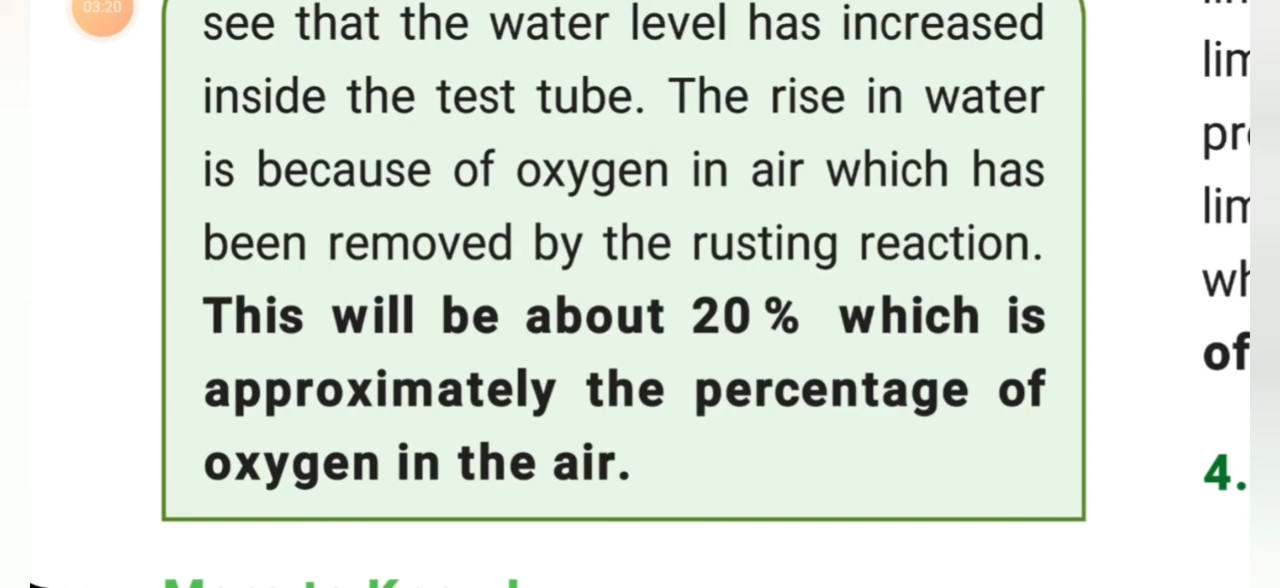 03:20
see that the water level has increased
inside the test tube. The rise in water
is because of oxygen in air which has
been removed by the rusting reaction.
This will be about 20 % which is
approximately the percentage of
oxygen in the air.
of
4.